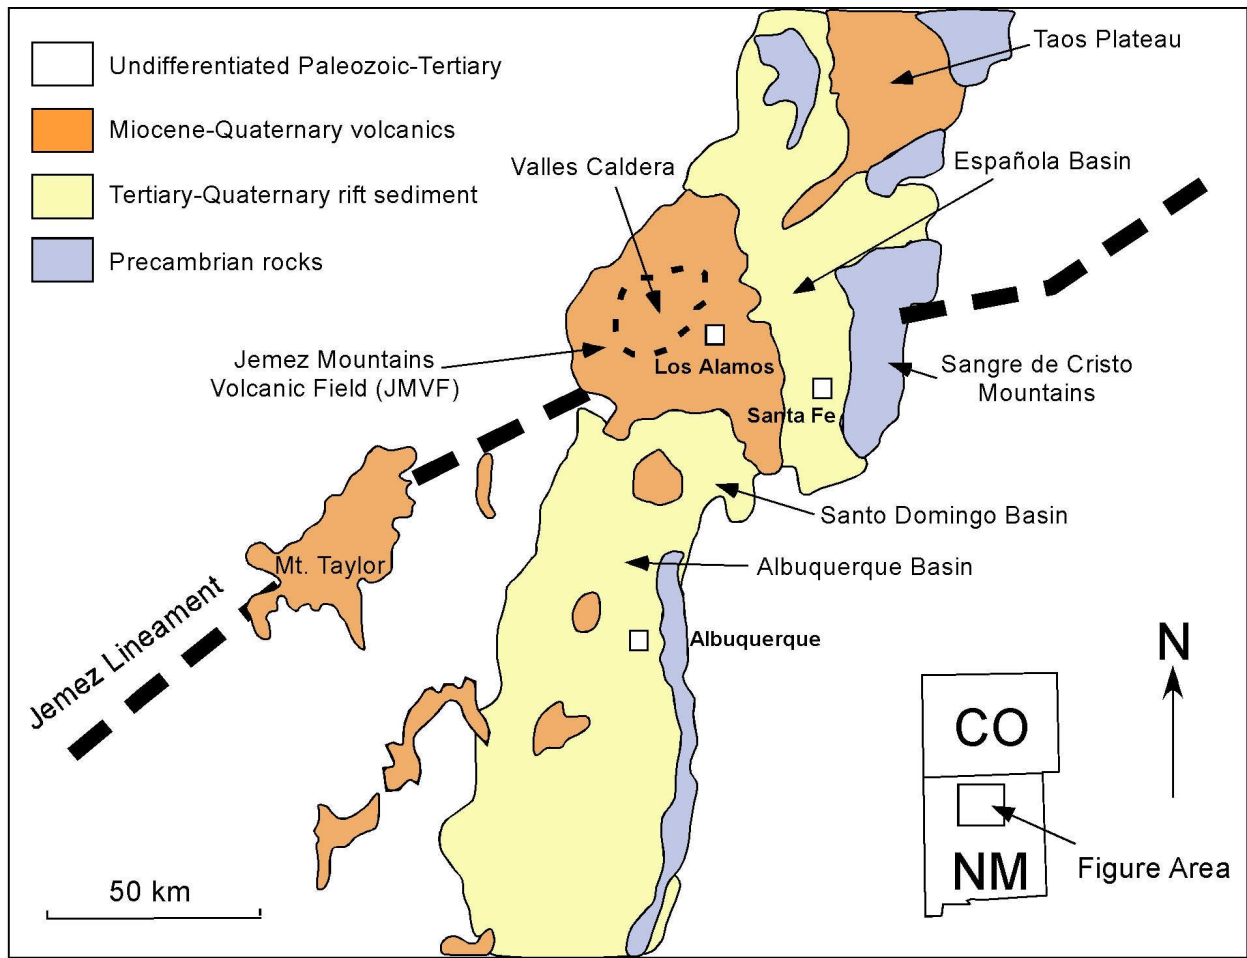 Undifferentiated Paleozoic-Tertiary
Miocene-Quaternary volcanics
Tertiary-Quaternary rift sediment
Precambrian rocks
Taos Plateau
Valles Caldera
Española Basin
Jemez Mountains
Volcanic Field (JMVF)
Los Alamos
Santa Fe
Sangre de Cristo
Mountains
Santo Domingo Basin
Mt. Taylor
Albuquerque Basin
Jemez Lineament
Albuquerque
N
CO
NM
Figure Area
50 km